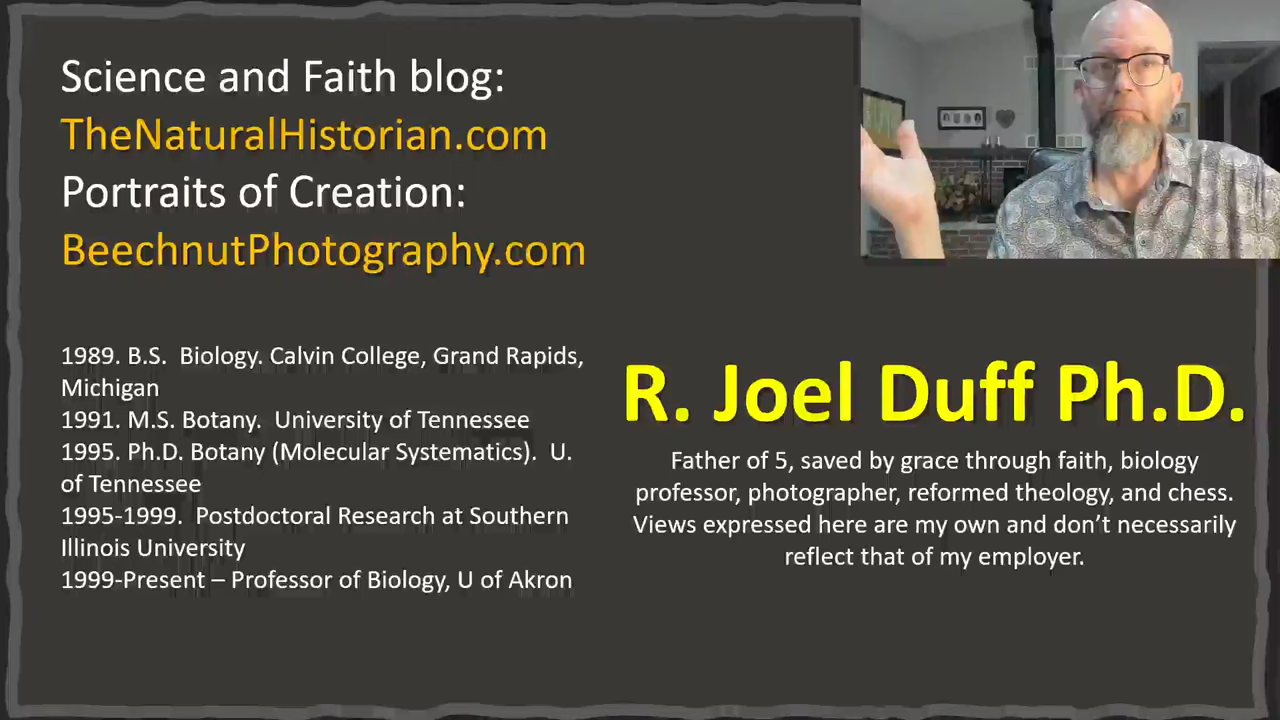 Science and Faith blog:
TheNaturalHistorian.com
Portraits of Creation:
BeechnutPhotography.com
1989. B.S.  Biology. Calvin College, Grand Rapids,
Michigan
1991. M.S. Botany.  University of Tennessee
1995. Ph.D. Botany (Molecular Systematics).  U.
of Tennessee
1995-1999.  Postdoctoral Research at Southern
Illinois University
1999-Present – Professor of Biology, U of Akron
R. Joel Duff Ph.D.
Father of 5, saved by grace through faith, biology
professor, photographer, reformed theology, and chess.
Views expressed here are my own and don’t necessarily
reflect that of my employer.